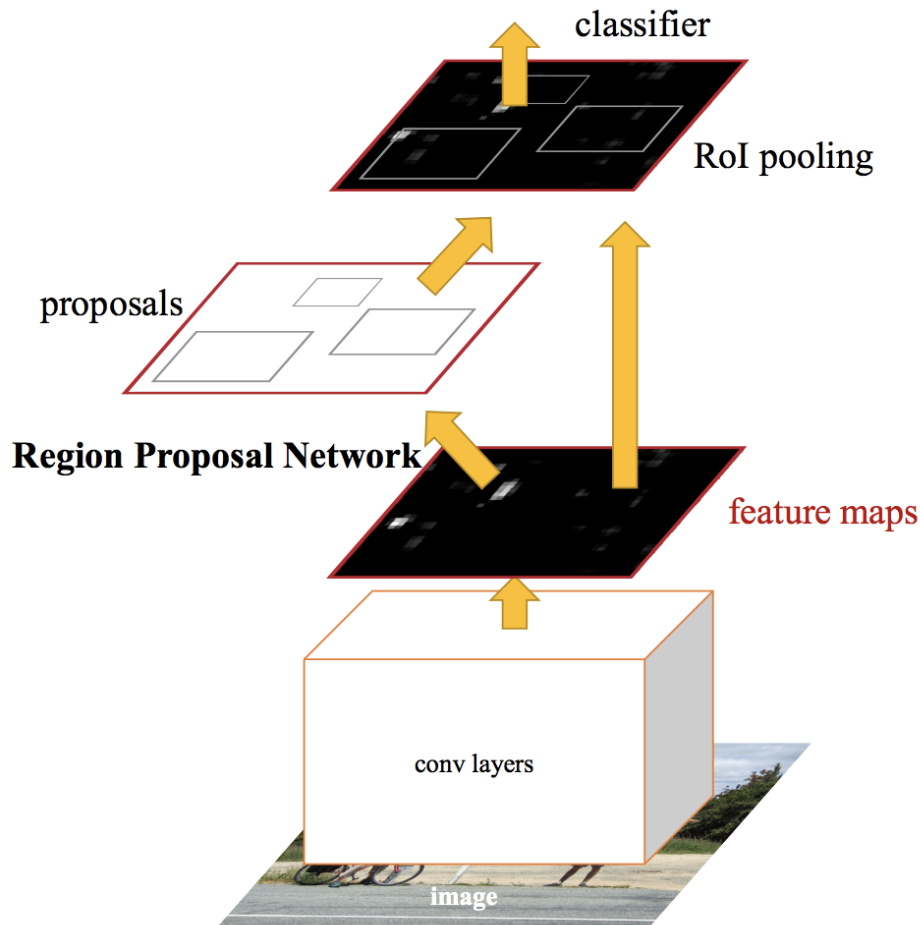 classifier
RoI pooling
proposals
Region Proposal Network
feature maps
conv layers
image